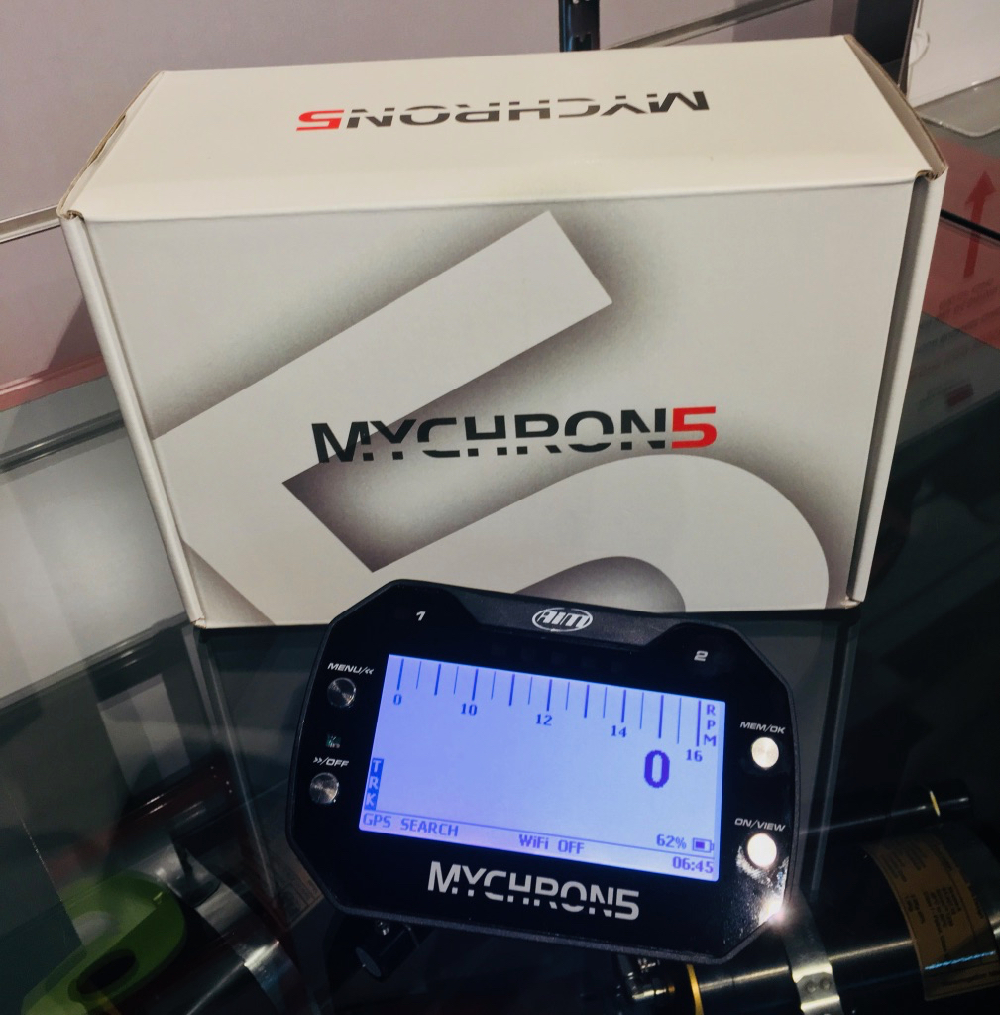 MYCHRON5
MYCHRON5
1
AIM
2
MENU/<<
>>/OFF
MEM/OK
ON/VIEW
0 10 12 14 16
RPM
0
TRK
GPS SEARCH
WiFi OFF
62%
06:45
MYCHRON5